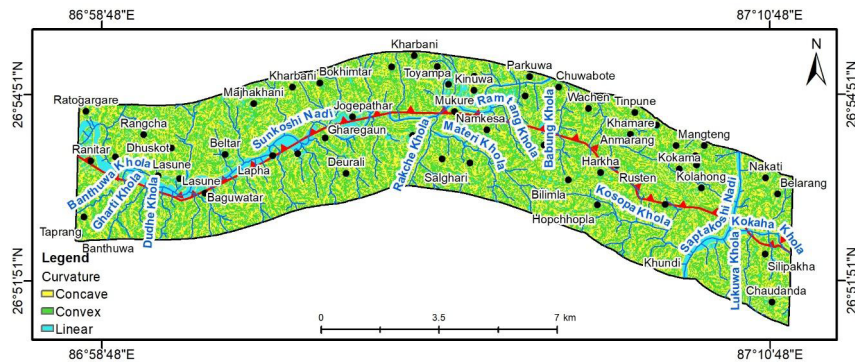 86°58'48"E
87°10'48"E
26°54'51"N
26°54'51"N
26°51'51"N
26°51'51"N
N
Kharbani
Kharbani Bokhimtar
Toyampa
Kinuwa
Parkuwa
Chuwabote
Majhakhani
Ratogargare
Rangcha
Jogepathar
Mukure
Ramtang Khola
Babung Khola
Wachen
Tinpune
Khamare
Namkesa
Sunkoshi Nadi
Gharegaun
Rakche Khola
Materi Khola
Anmarang
Mangteng
Dhuskot
Beltar
Ranitar
Lasune
Lasune
Lapha
Deurali
Salghari
Harkha
Kokama
Kolahong
Nakati
Belarang
Rusten
Bilimla
Kosopa Khola
Hopchhopla
Banthuwa Khola
Ghatti Khola
Dudhe Khola
Baguwatar
Taprang
Banthuwa
Saptakoshi Nadi
Kokaha Khola
Khundi
Lukuwa Khola
Silipakha
Chaudanda
Legend
Curvature
Concave
Convex
Linear
0 3.5 7 km
86°58'48"E
87°10'48"E